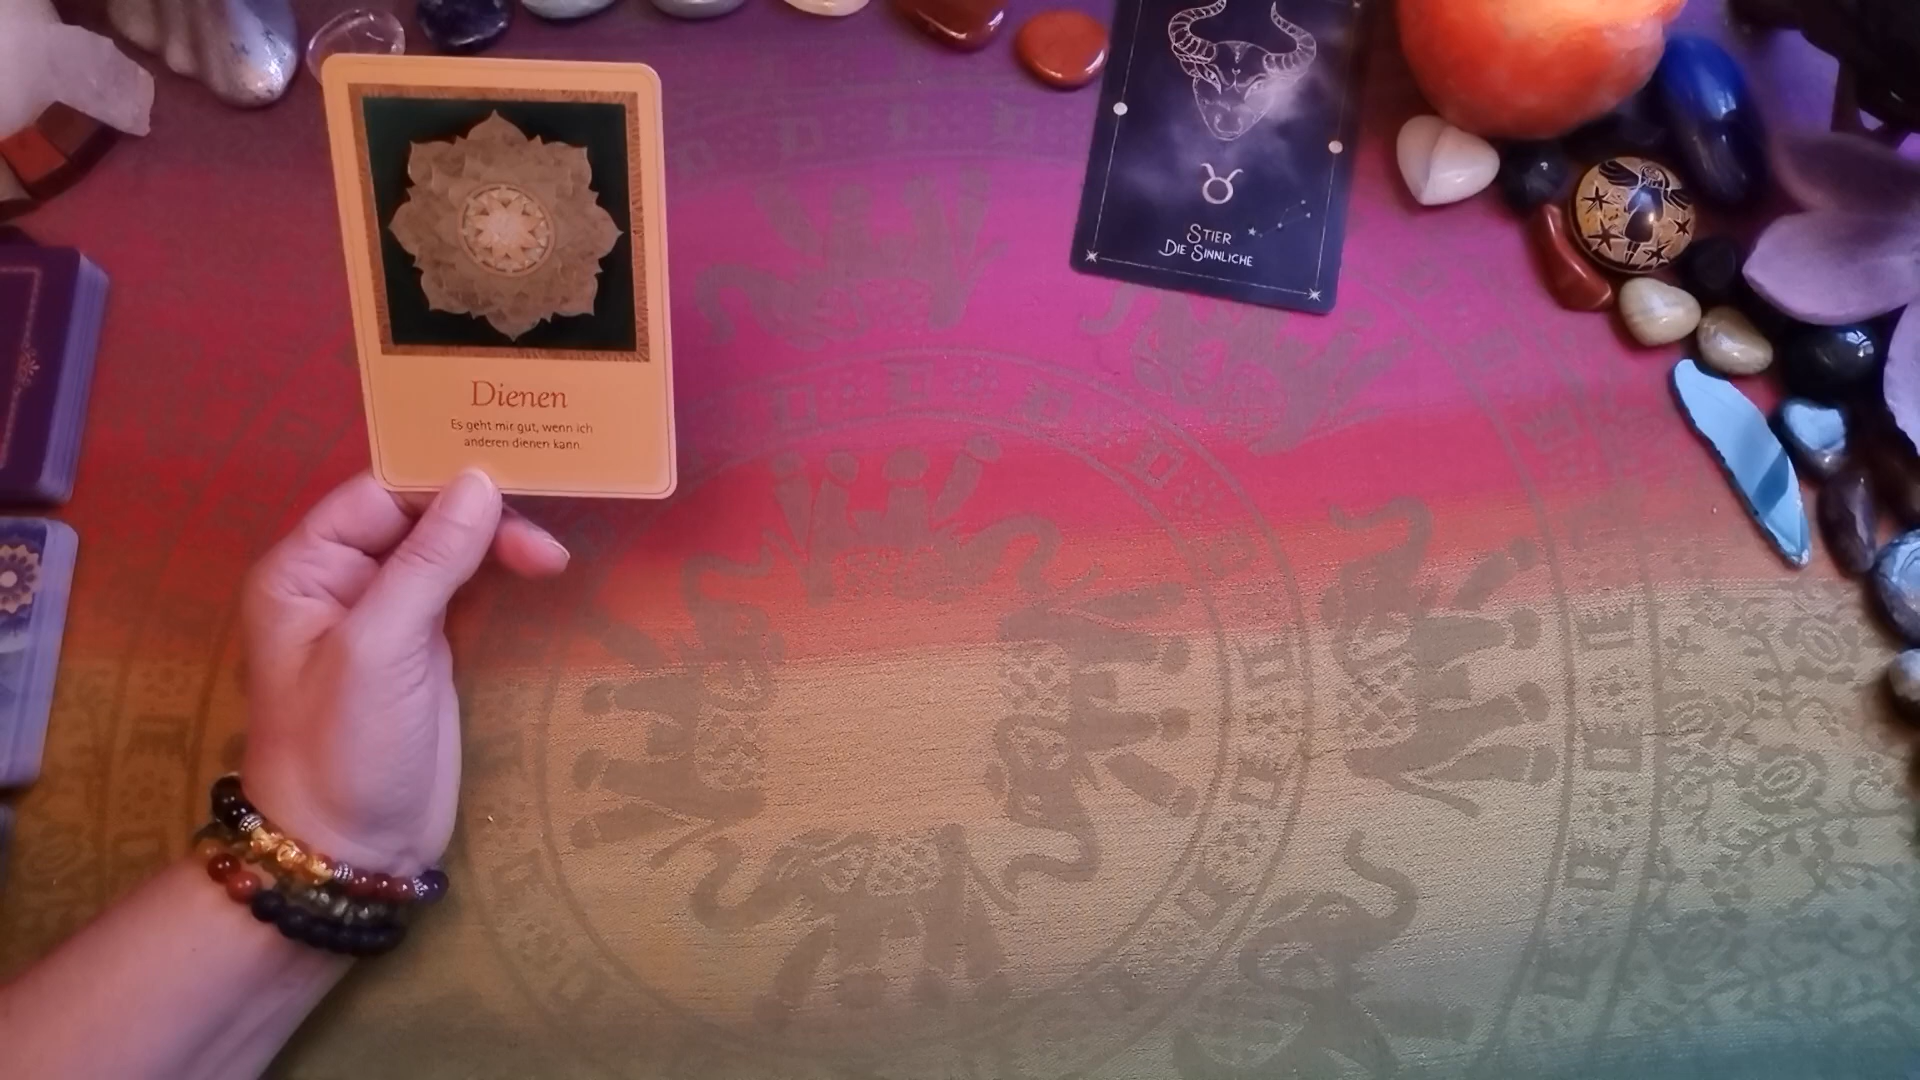 Dienen
Es geht mir gut, wenn ich
anderen dienen kann.
STIER
DIE SINNLICHE